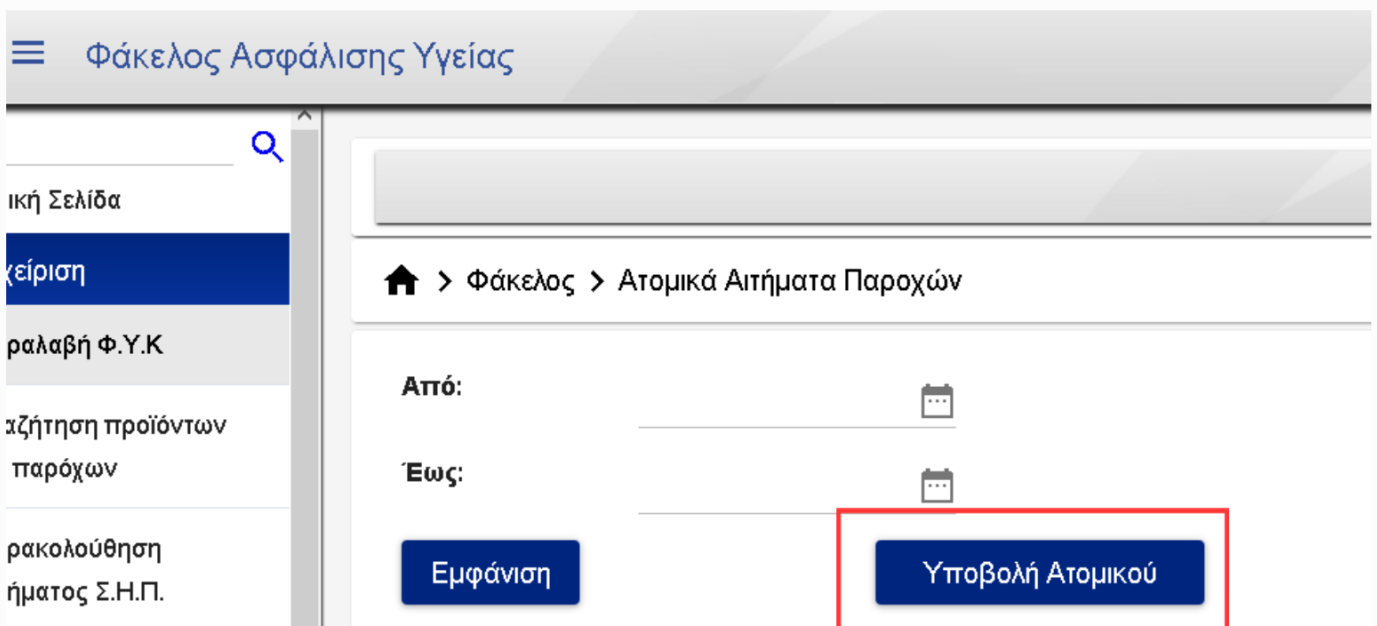 Φάκελος Ασφάλισης Υγείας
ική Σελίδα
χείριση
ραλαβή Φ.Υ.Κ
αζήτηση προϊόντων
παρόχων
ρακολούθηση
ήματος Σ.Η.Π.
> Φάκελος > Ατομικά Αιτήματα Παροχών
Από:
Έως:
Εμφάνιση
Υποβολή Ατομικού